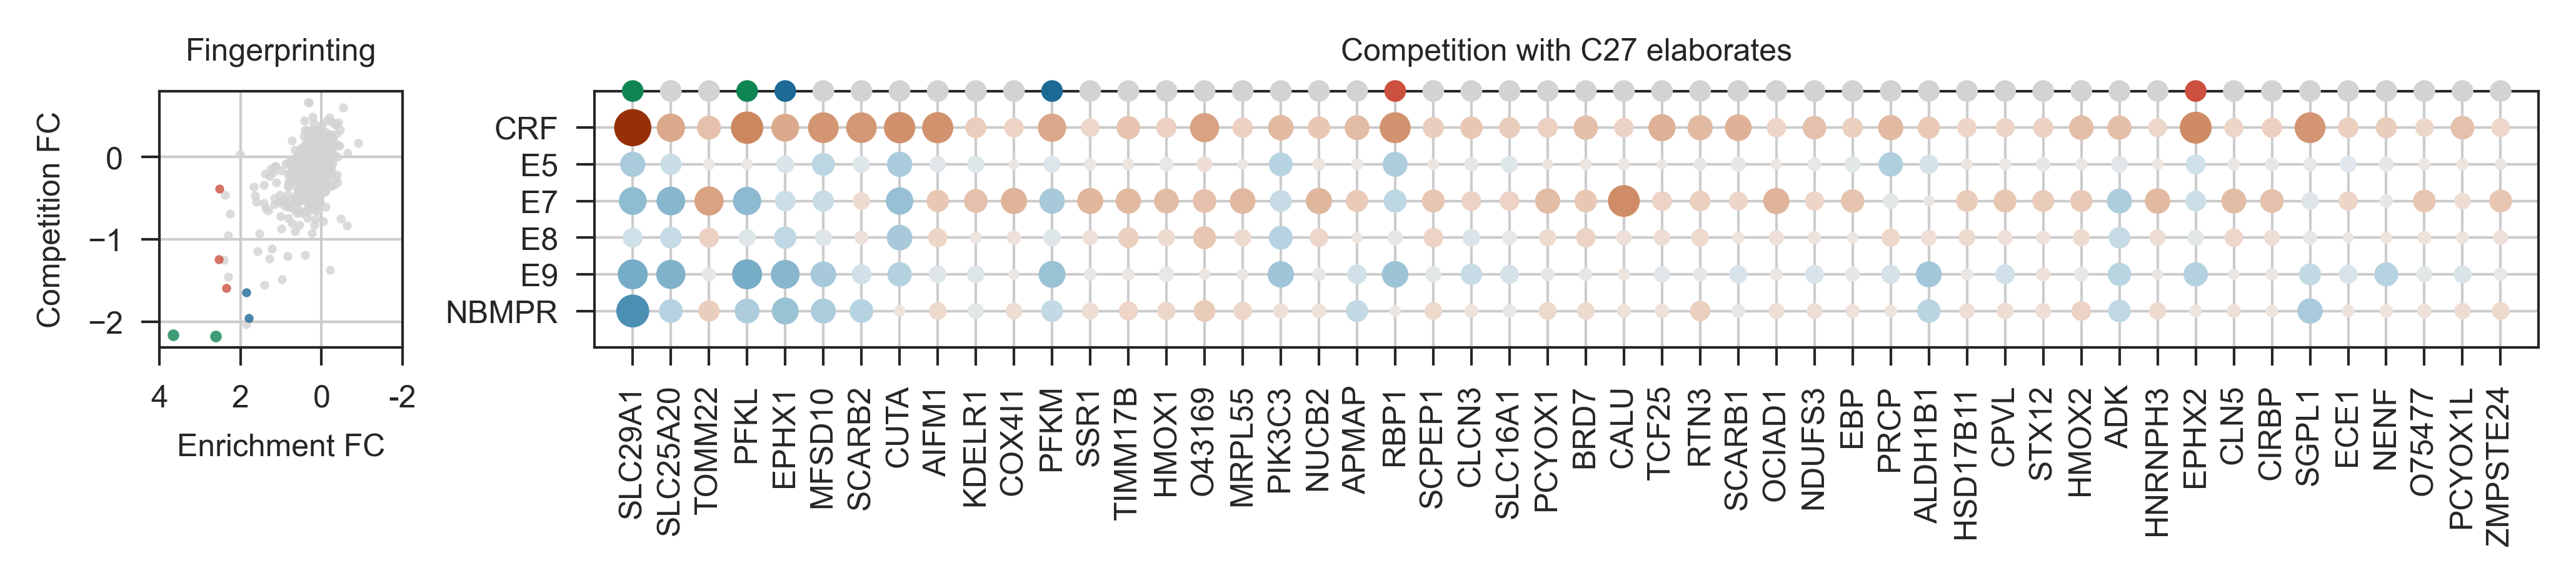 Fingerprinting
Competition FC
0
−1
−2
4
2
0
-2
Enrichment FC
Competition with C27 elaborates
CRF
E5
E7
E8
E9
NBMPR
SLC29A1
SLC25A20
TOMM22
PFKL
EPHX1
MFSD10
SCARB2
CUTA
AIFM1
KDELR1
COX4I1
PFKM
SSR1
TIMM17B
HMOX1
O43169
MRPL55
PIK3C3
NUCB2
APMAP
RBP1
SCPEP1
CLCN3
SLC16A1
PCYOX1
BRD7
CALU
TCF25
RTN3
SCARB1
OCIAD1
NDUFS3
EBP
PRCP
ALDH1B1
HSD17B11
CPVL
STX12
HMOX2
ADK
HNRNPH3
EPHX2
CLN5
CIRBP
SGPL1
ECE1
NENF
O75477
PCYOX1L
ZMPSTE24